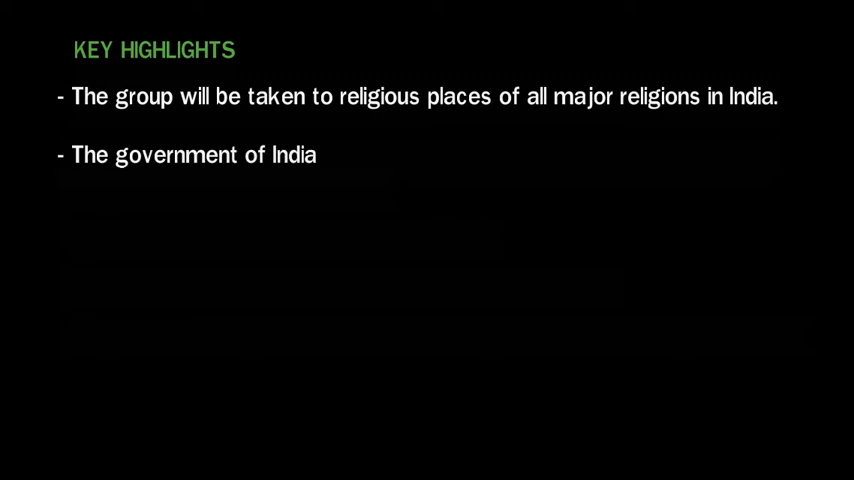 KEY HIGHLIGHTS
- The group will be taken to religious places of all major religions in India.
- The government of India